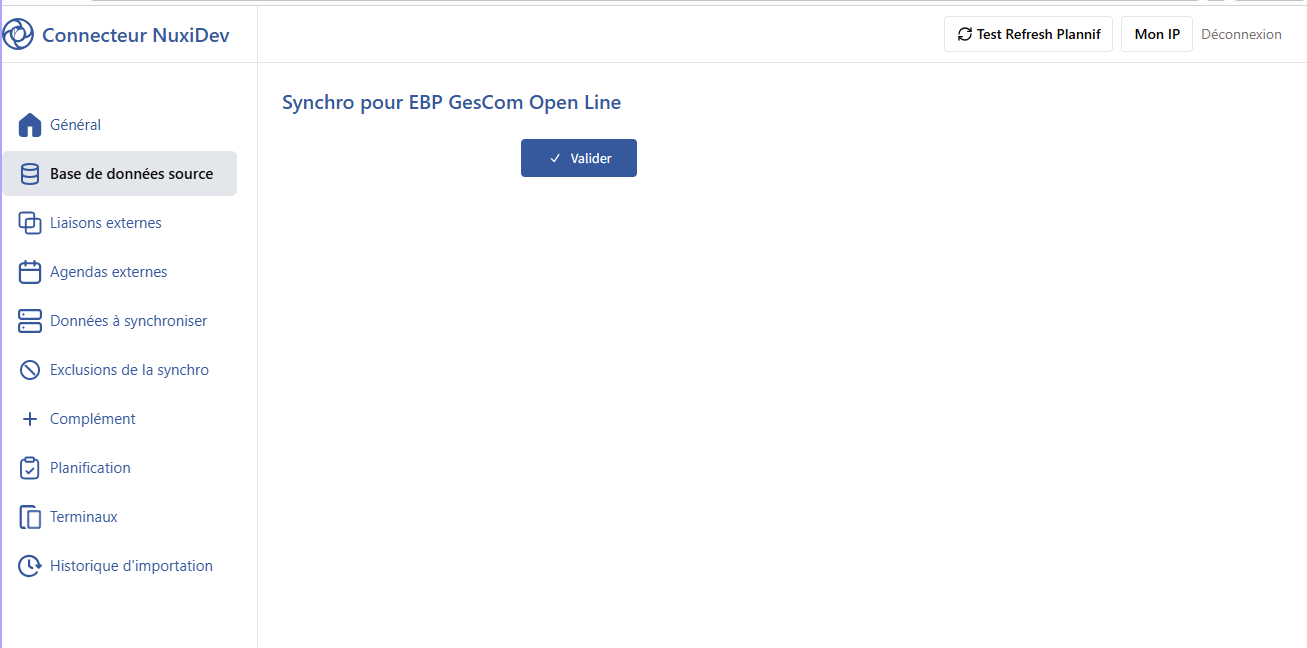 Connecteur NuxiDev
Test Refresh Plannif
Mon IP
Déconnexion
Général
Base de données source
Liaisons externes
Agendas externes
Données à synchroniser
Exclusions de la synchro
Complément
Planification
Terminaux
Historique d'importation
Synchro pour EBP GesCom Open Line
Valider